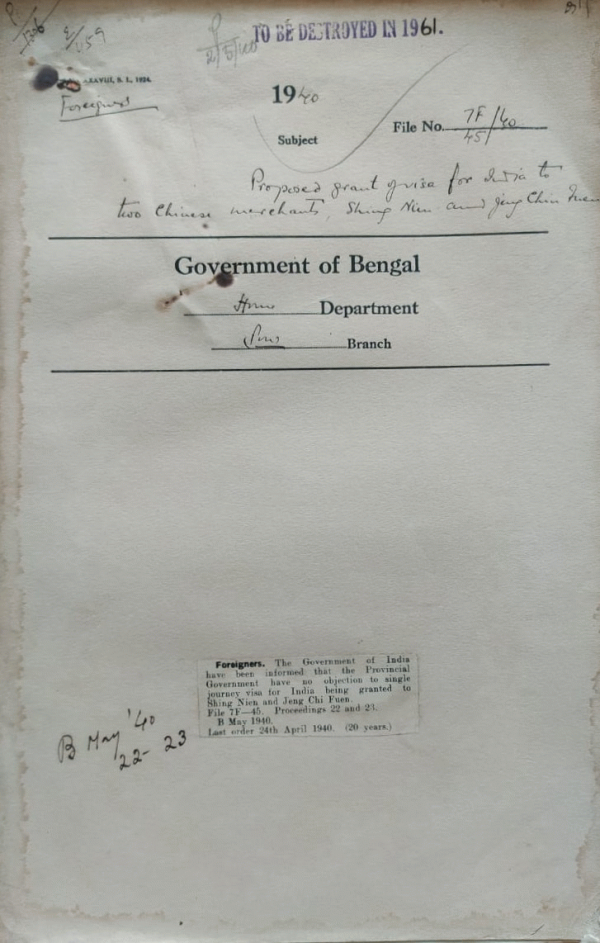 TO BE DESTROYED IN 1961.
Foreigners
1940
File No. 7F/40
45/
Subject
Proposed grant of visa for India to
two Chinese merchants, Shing Nien and Jeng Chin Fuen
Government of Bengal
Home Department
Branch
Foreigners. The Government of India
have been informed that the Provincial
Government have no objection to single
journey visa for India being granted to
Shing Nien and Jeng Chi Fuen.
File 7F—45. Proceedings 22 and 23.
B May 1940.
Last order 24th April 1940. (20 years.)
B May '40
22- 23